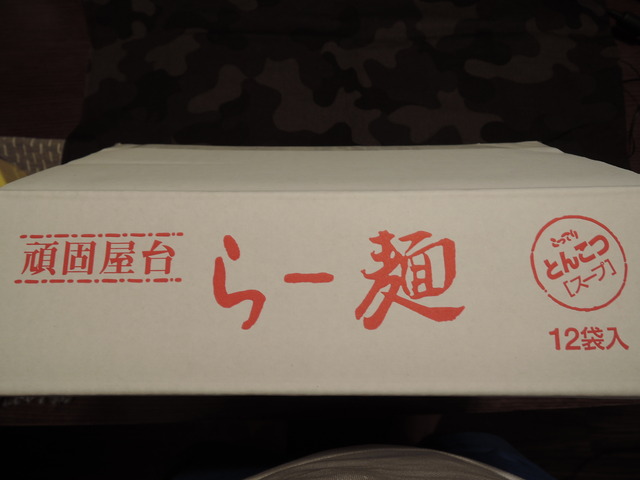 頑固屋台
らー麺
こってり
とんこつ
[スープ]
12袋入